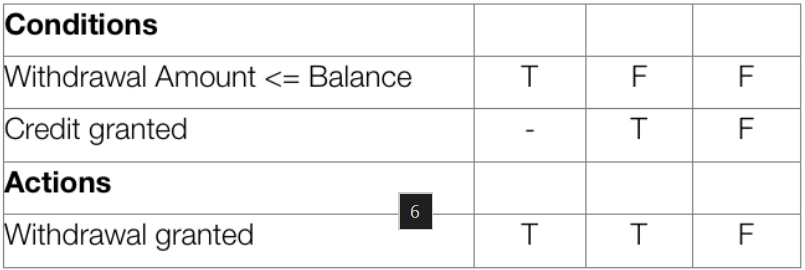 Conditions
Withdrawal Amount <= Balance T F F
Credit granted - T F
Actions
6
Withdrawal granted T T F